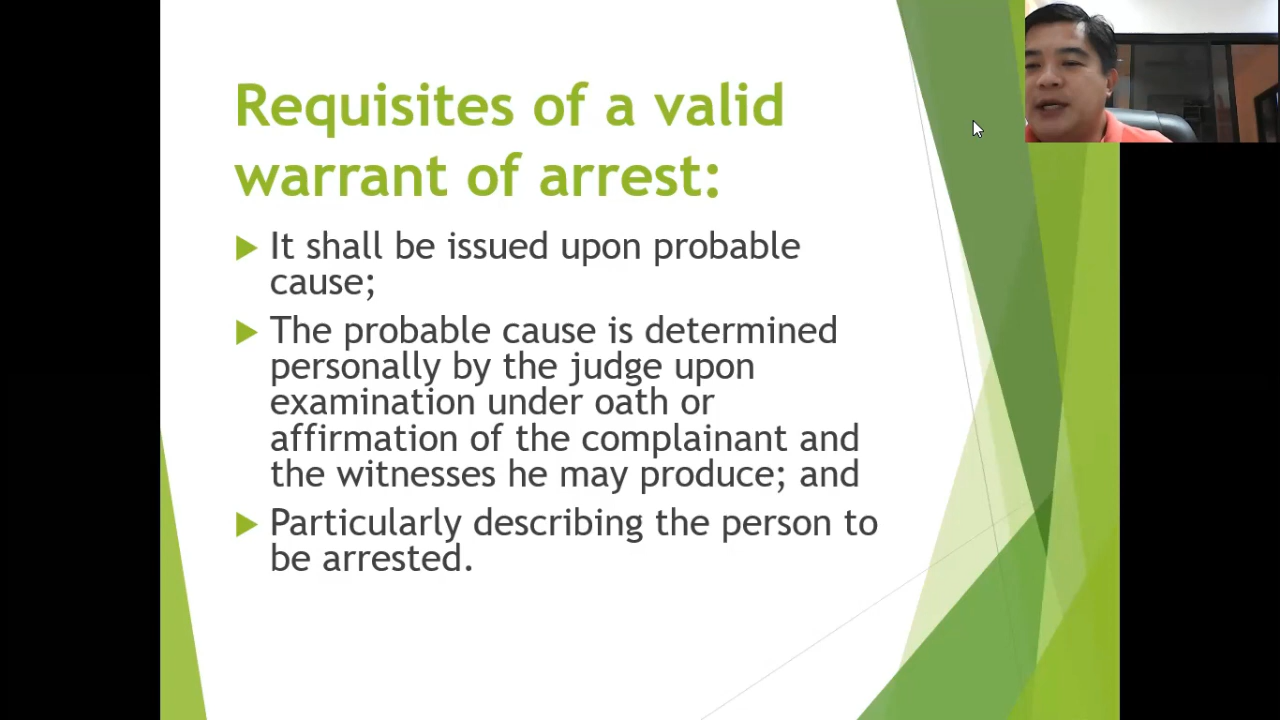 Requisites of a valid
warrant of arrest:
It shall be issued upon probable
cause;
The probable cause is determined
personally by the judge upon
examination under oath or
affirmation of the complainant and
the witnesses he may produce; and
Particularly describing the person to
be arrested.